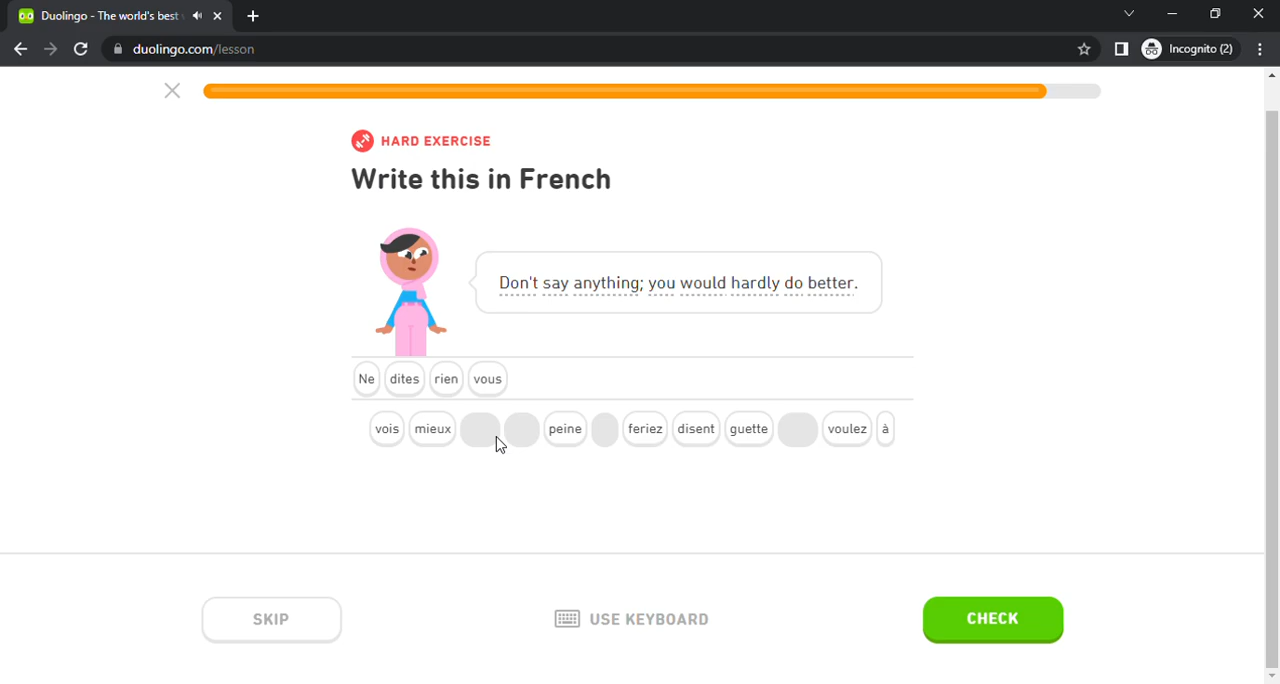 Duolingo - The world's best
duolingo.com/lesson
Incognito (2)
HARD EXERCISE
Write this in French
Don't say anything; you would hardly do better.
Ne dites rien vous
vois mieux peine feriez disent guette voulez à
SKIP
USE KEYBOARD
CHECK